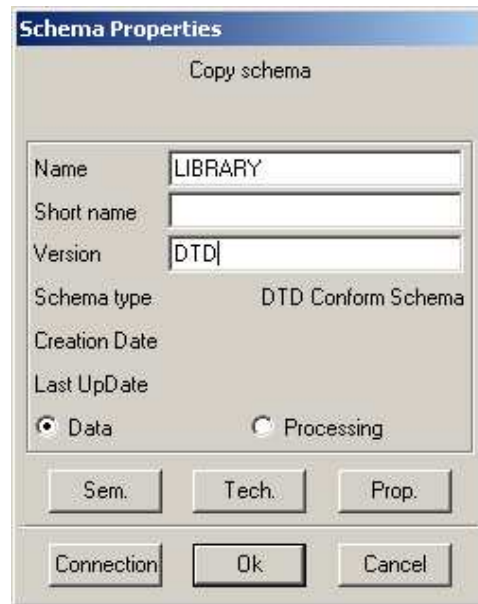 Schema Properties
Copy schema
Name LIBRARY
Short name
Version DTD
Schema type DTD Conform Schema
Creation Date
Last UpDate
Data Processing
Sem. Tech. Prop.
Connection Ok Cancel